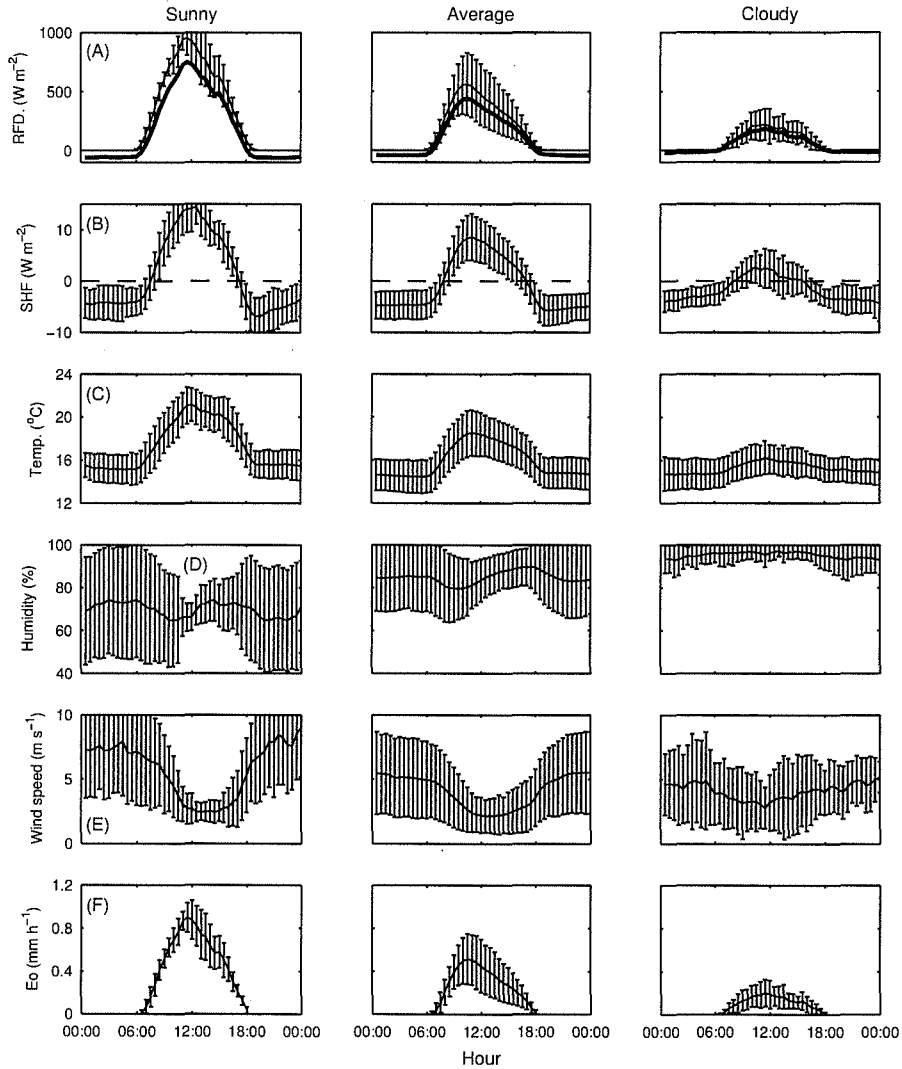 Sunny Average Cloudy
(A)
RFD. (W m⁻²)
1000
500
0
(B)
SHF (W m⁻²)
10
0
−10
(C)
Temp. (°C)
24
20
16
12
(D)
Humidity (%)
100
80
60
40
(E)
Wind speed (m s⁻¹)
10
5
0
(F)
Eo (mm h⁻¹)
1.2
0.8
0.4
0
00:00 06:00 12:00 18:00 00:00 00:00 06:00 12:00 18:00 00:00 00:00 06:00 12:00 18:00 00:00
Hour